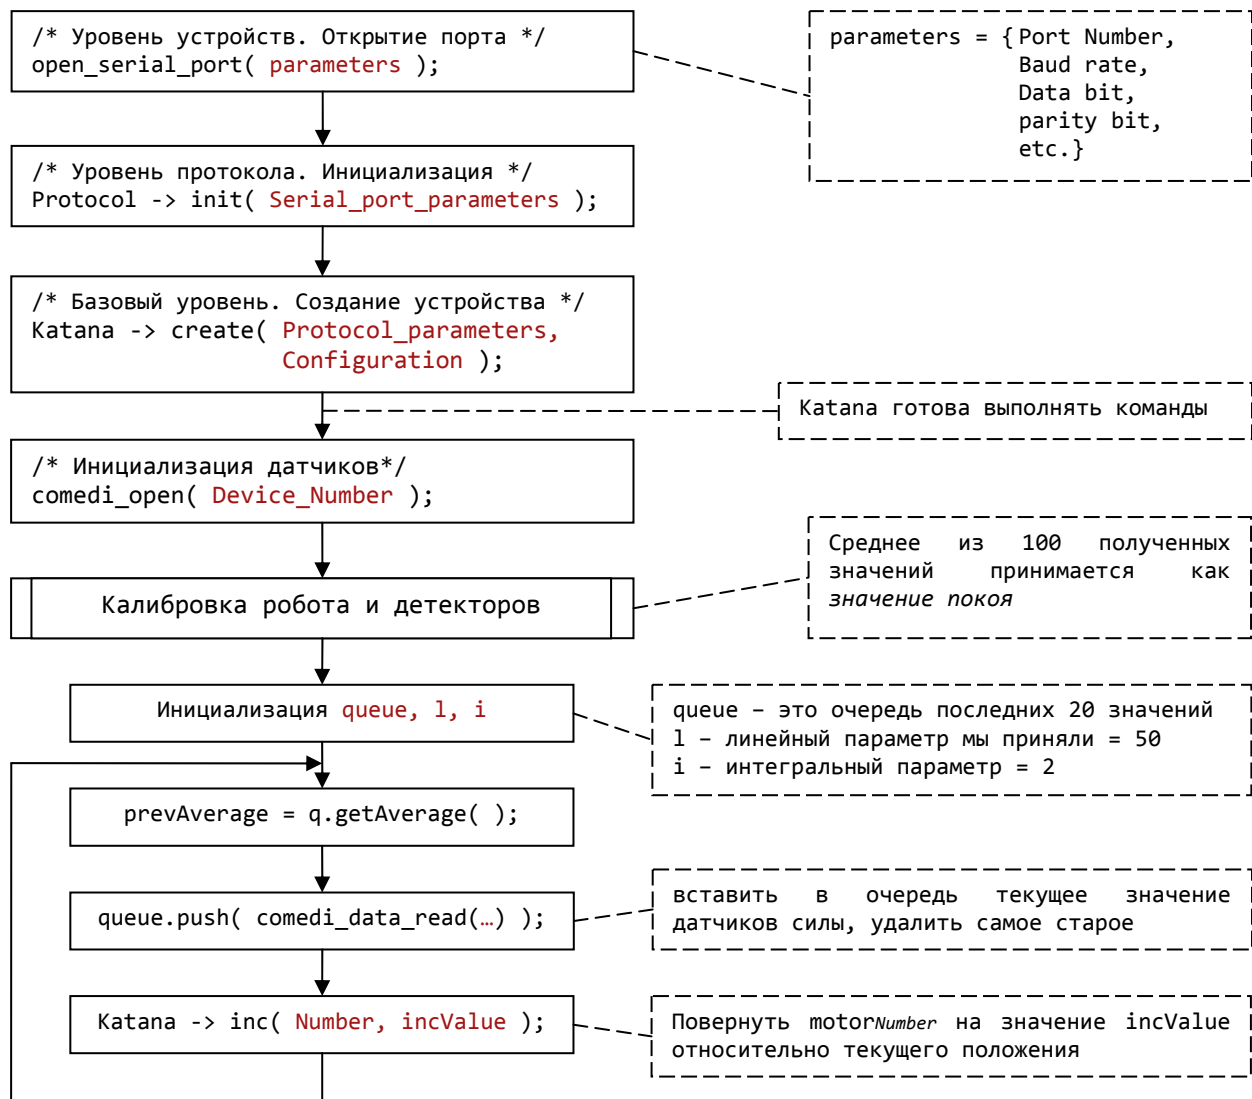 /* Уровень устройств. Открытие порта */
open_serial_port( parameters );
parameters = { Port Number,
Baud rate,
Data bit,
parity bit,
etc.}
/* Уровень протокола. Инициализация */
Protocol -> init( Serial_port_parameters );
/* Базовый уровень. Создание устройства */
Katana -> create( Protocol_parameters,
Configuration );
Katana готова выполнять команды
/* Инициализация датчиков*/
comedi_open( Device_Number );
Среднее из 100 полученных
значений принимается как
значение покоя
Калибровка робота и детекторов
Инициализация queue, l, i
queue – это очередь последних 20 значений
l – линейный параметр мы приняли = 50
i – интегральный параметр = 2
prevAverage = q.getAverage( );
queue.push( comedi_data_read(…) );
вставить в очередь текущее значение
датчиков силы, удалить самое старое
Katana -> inc( Number, incValue );
Повернуть motorNumber на значение incValue
относительно текущего положения